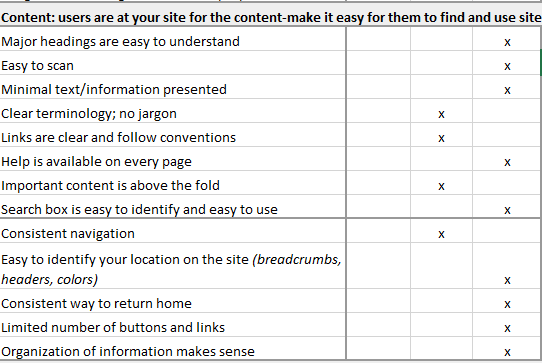 Content: users are at your site for the content-make it easy for them to find and use site
Major headings are easy to understand x
Easy to scan x
Minimal text/information presented x
Clear terminology; no jargon x
Links are clear and follow conventions x
Help is available on every page x
Important content is above the fold x
Search box is easy to identify and easy to use x
Consistent navigation x
Easy to identify your location on the site (breadcrumbs,
headers, colors) x
Consistent way to return home x
Limited number of buttons and links x
Organization of information makes sense x